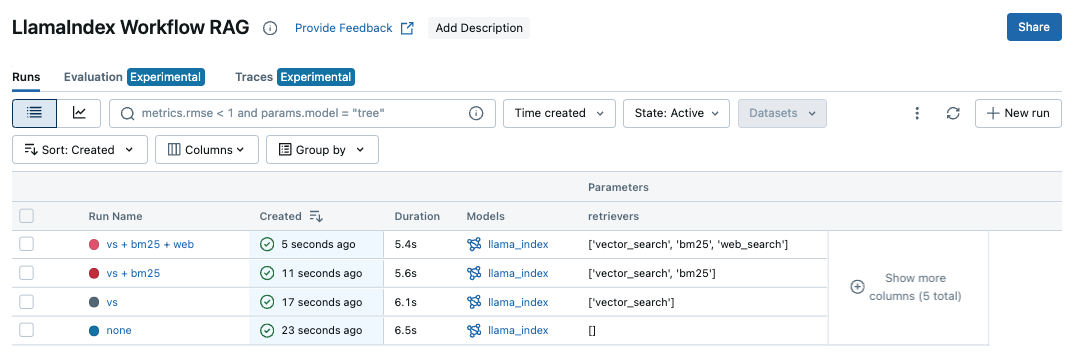 LlamaIndex Workflow RAG Provide Feedback Add Description Share
Runs Evaluation Experimental Traces Experimental
metrics.rmse < 1 and params.model = "tree" Time created State: Active Datasets New run
Sort: Created Columns Group by
Parameters
Run Name Created Duration Models retrievers
vs + bm25 + web 5 seconds ago 5.4s llama_index ['vector_search', 'bm25', 'web_search']
vs + bm25 11 seconds ago 5.6s llama_index ['vector_search', 'bm25']
vs 17 seconds ago 6.1s llama_index ['vector_search']
none 23 seconds ago 6.5s llama_index []
Show more
columns (5 total)